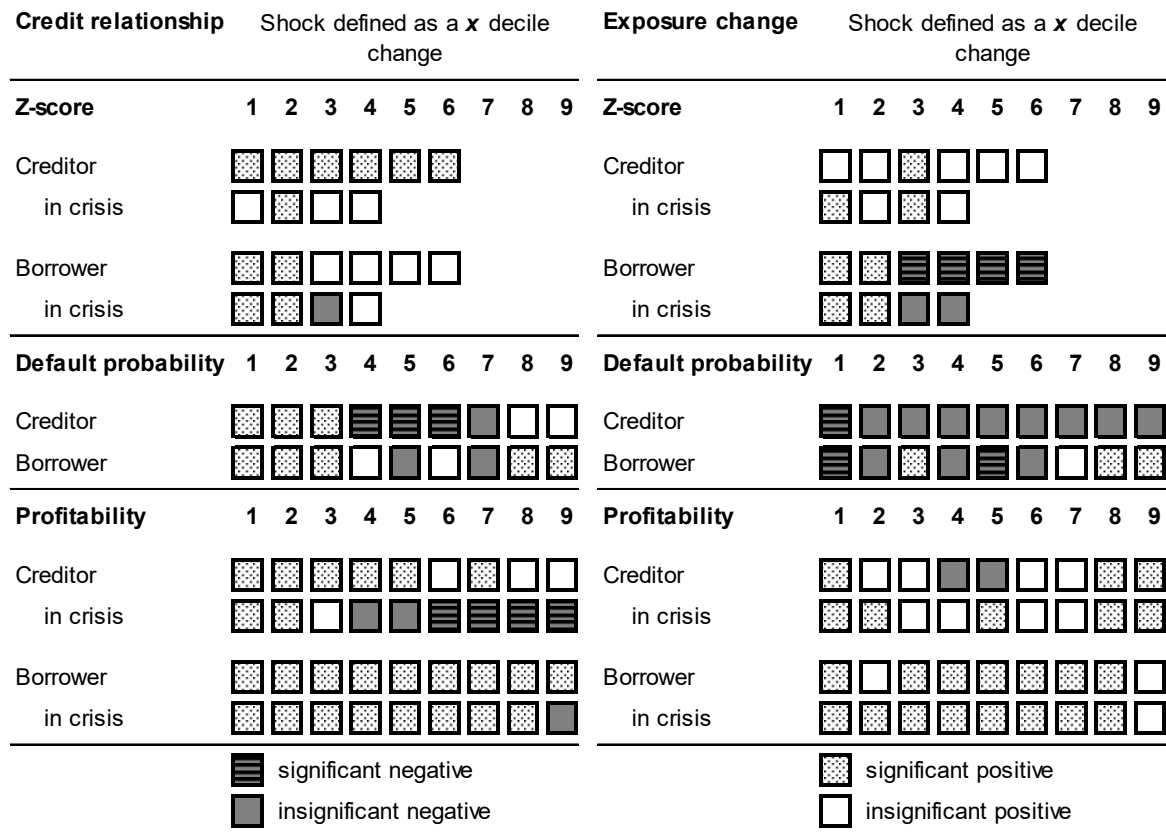 Credit relationship Shock defined as a x decile change
Exposure change Shock defined as a x decile change
Z-score 1 2 3 4 5 6 7 8 9
Z-score 1 2 3 4 5 6 7 8 9
Creditor
Creditor
in crisis
in crisis
Borrower
Borrower
in crisis
in crisis
Default probability 1 2 3 4 5 6 7 8 9
Default probability 1 2 3 4 5 6 7 8 9
Creditor
Creditor
Borrower
Borrower
Profitability 1 2 3 4 5 6 7 8 9
Profitability 1 2 3 4 5 6 7 8 9
Creditor
Creditor
in crisis
in crisis
Borrower
Borrower
in crisis
in crisis
significant negative
significant positive
insignificant negative
insignificant positive